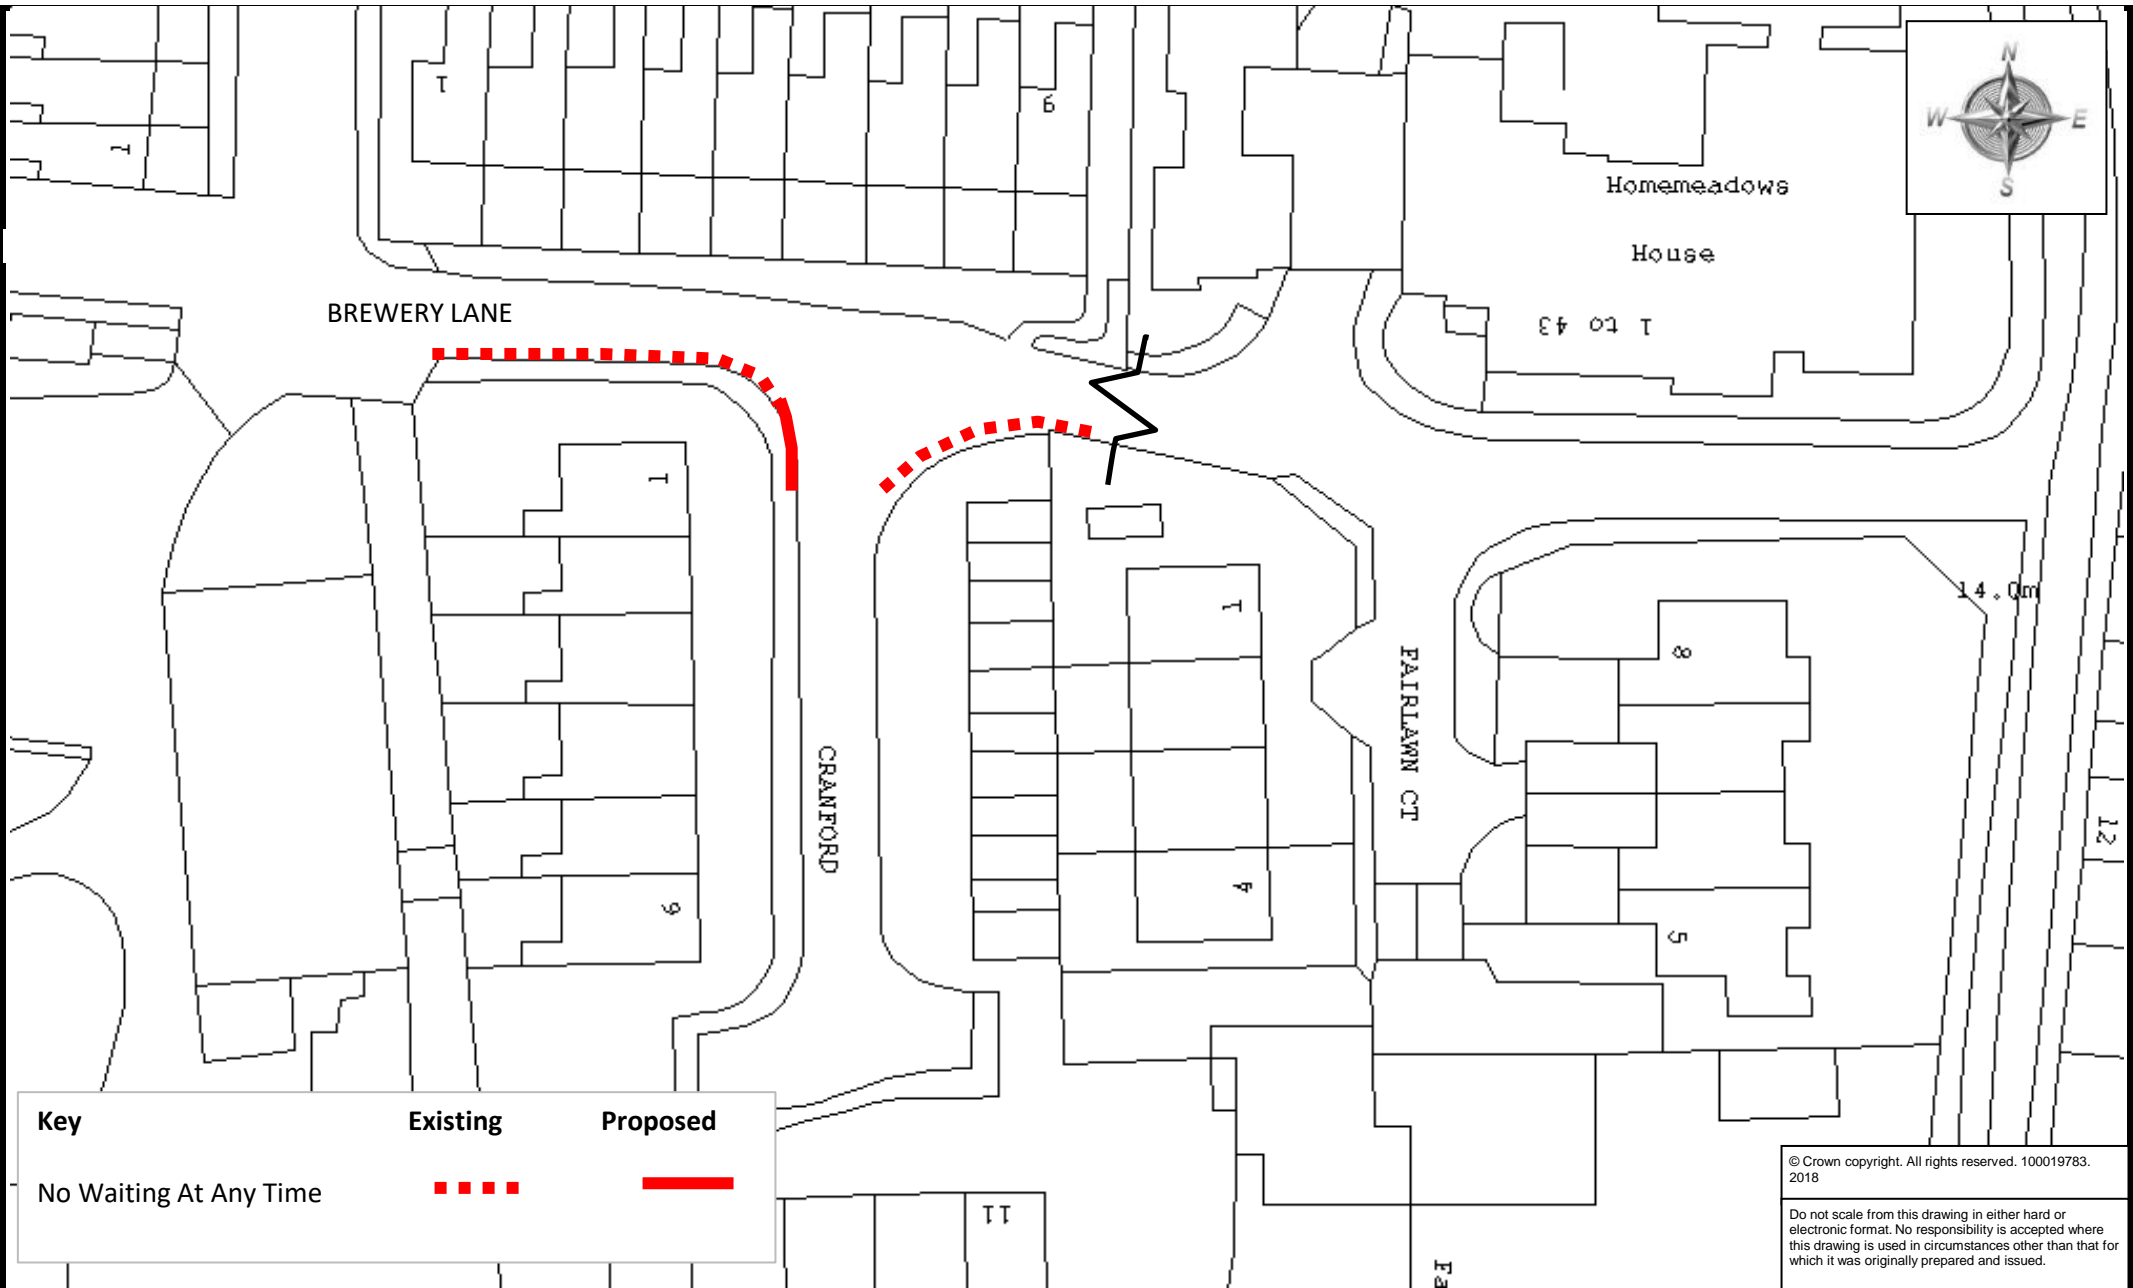 N
W E
S
1
9
1
Homemeadows
House
1 to 43
BREWERY LANE
1
1
14.0m
8
FAIRLAWN CT
CRANFORD
12
6
4
5
Key Existing Proposed
No Waiting At Any Time
11
Fa
© Crown copyright. All rights reserved. 100019783.
2018
Do not scale from this drawing in either hard or
electronic format. No responsibility is accepted where
this drawing is used in circumstances other than that for
which it was originally prepared and issued.